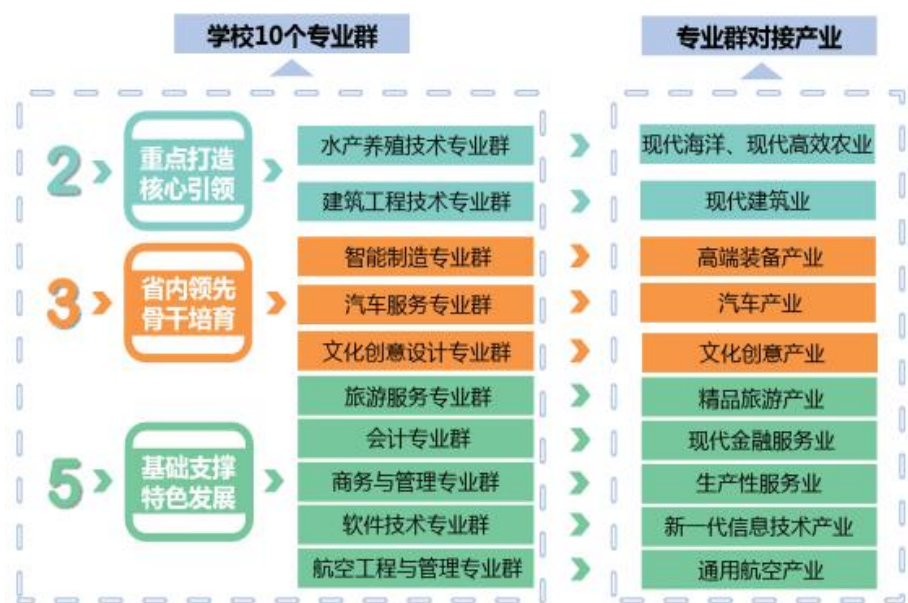 学校10个专业群
专业群对接产业
2
重点打造
核心引领
水产养殖技术专业群
现代海洋、现代高效农业
建筑工程技术专业群
现代建筑业
3
省内领先
骨干培育
智能制造专业群
高端装备产业
汽车服务专业群
汽车产业
文化创意设计专业群
文化创意产业
5
基础支撑
特色发展
旅游服务专业群
精品旅游产业
会计专业群
现代金融服务业
商务与管理专业群
生产性服务业
软件技术专业群
新一代信息技术产业
航空工程与管理专业群
通用航空产业